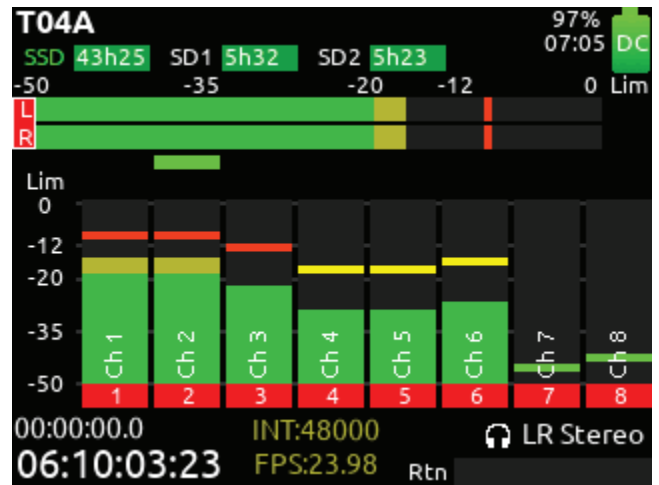 T04A 97%
07:05 DC
SSD 43h25 SD1 5h32 SD2 5h23
-50 -35 -20 -12 0 Lim
L
R
Lim
0
-12
-20
-35
-50
Ch 1 Ch 2 Ch 3 Ch 4 Ch 5 Ch 6 Ch 7 Ch 8
1 2 3 4 5 6 7 8
00:00:00.0 INT:48000 LR Stereo
06:10:03:23 FPS:23.98 Rtn